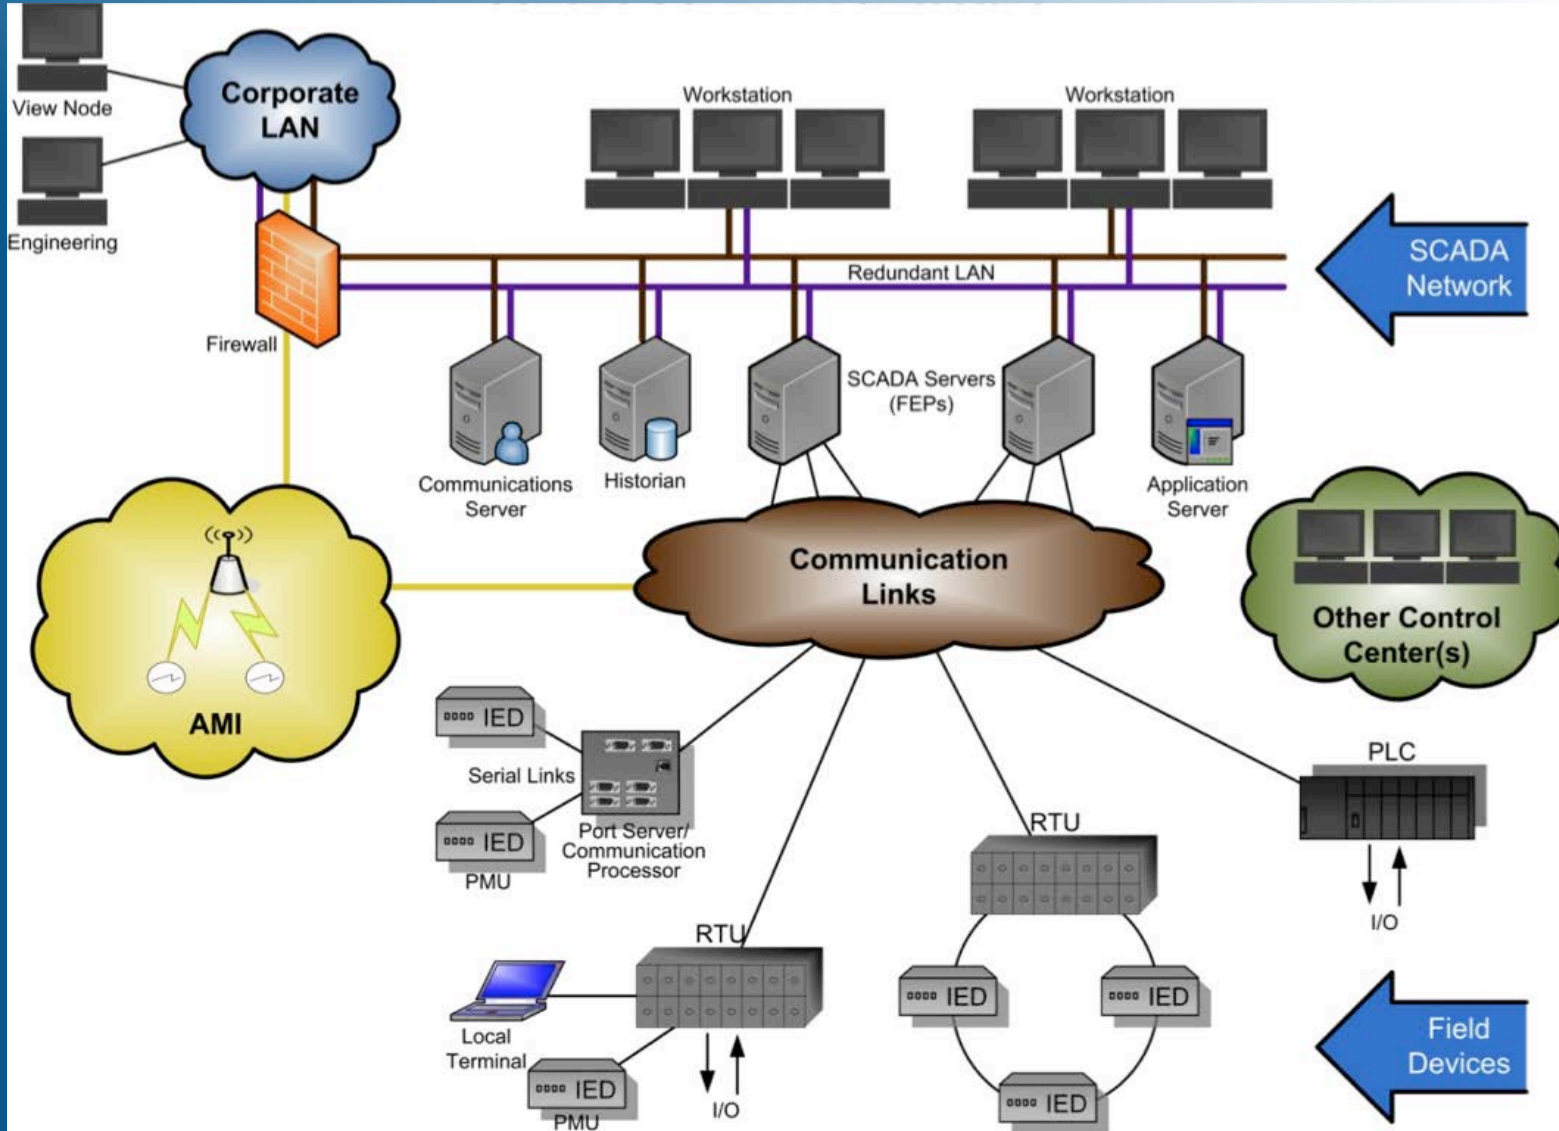 View Node
Corporate
LAN
Engineering
Workstation
Workstation
SCADA
Network
Redundant LAN
Firewall
SCADA Servers
(FEPs)
Communications
Server
Historian
Application
Server
Communication
Links
Other Control
Center(s)
AMI
IED
Serial Links
IED
PMU
Port Server/
Communication
Processor
PLC
I/O
RTU
RTU
IED
IED
IED
Local
Terminal
IED
PMU
I/O
Field
Devices